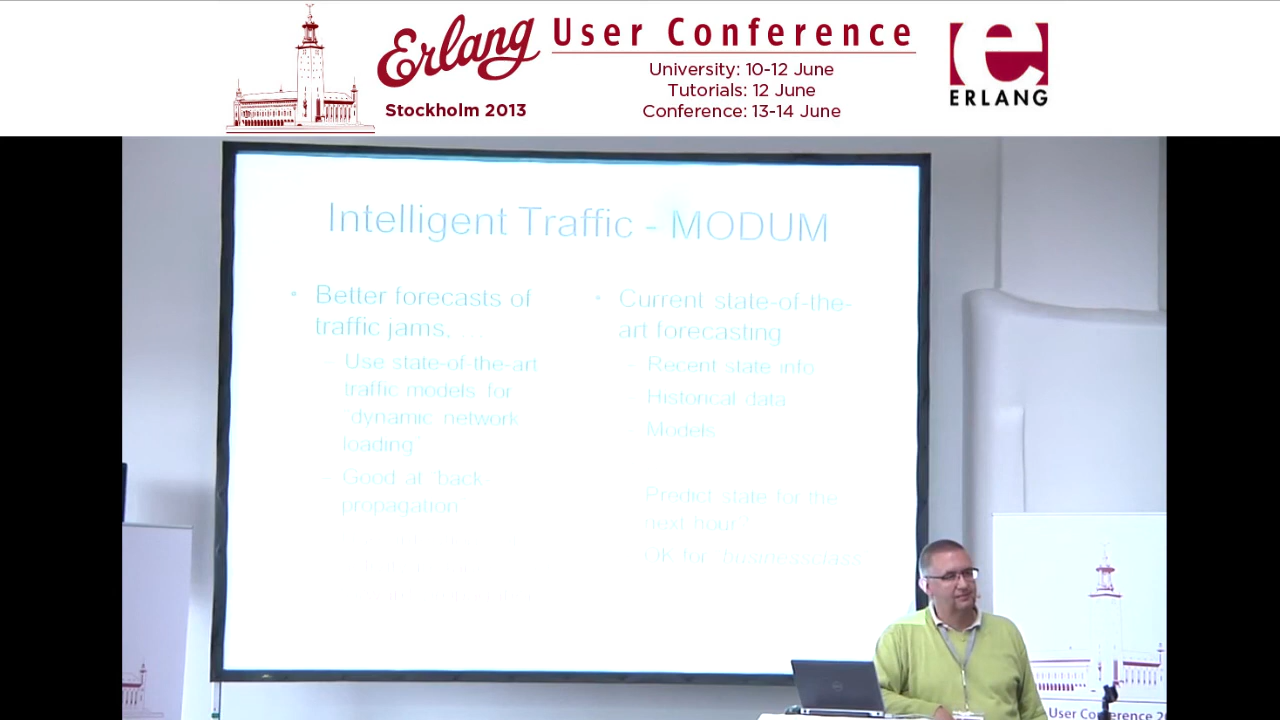 Erlang User Conference
Stockholm 2013
University: 10-12 June
Tutorials: 12 June
Conference: 13-14 June
ERLANG
Intelligent Traffic - MODUM
• Better forecasts of
traffic jams, ...
– Use state-of-the-art
traffic models for
'dynamic network
loading'
– Good at 'back
propagation'
• Current state-of-the-
art forecasting
– Recent state info
Historical data
– Models
Predict state for the
next hour
OK for businessclass
User Conference 20